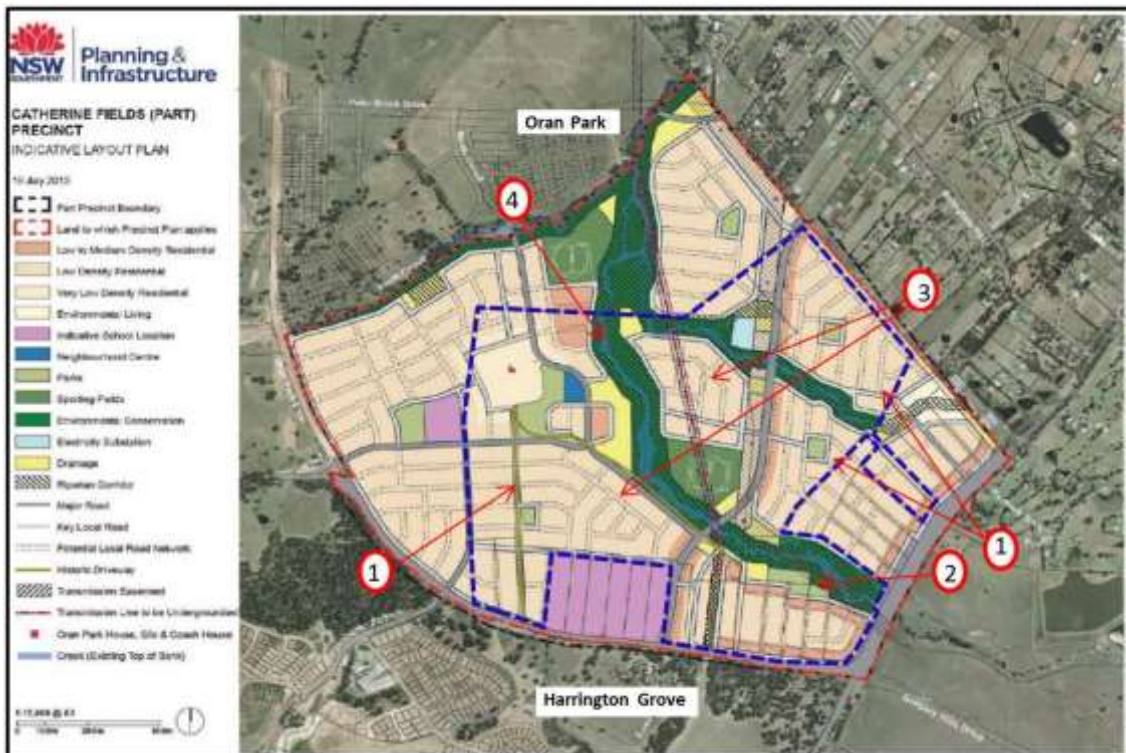 NSW
GOVERNMENT
Planning &
Infrastructure
CATHERINE FIELDS (PART)
PRECINCT
INDICATIVE LAYOUT PLAN
Part Precinct Boundary
Land to which Precinct Plan applies
Low to Medium Density Residential
Low Density Residential
Very Low Density Residential
Environmental Living
Indicative School Location
Neighbourhood Centre
Parks
Sporting Fields
Environmental Conservation
Electricity Substation
Drainage
Riparian Corridor
Major Road
Key Local Road
Potential Local Road Network
Historic Driveway
Transmission Easement
Transmission Line to be Undergrounded
Oran Park House, Silo & Coach House
Creek (Existing Top of Bank)
Oran Park
4
3
1
2
1
Harrington Grove